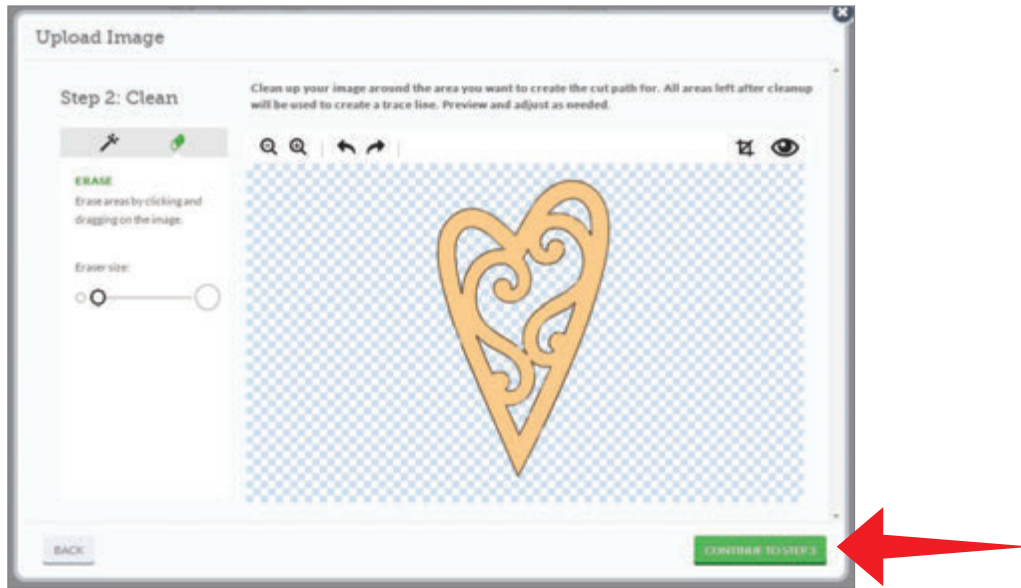 Upload Image
Step 2: Clean
Clean up your image around the area you want to create the cut path for. All areas left after cleanup
will be used to create a trace line. Preview and adjust as needed.
ERASE
Erase areas by clicking and
dragging on the image.
Eraser size:
BACK
CONTINUE TO STEP 3